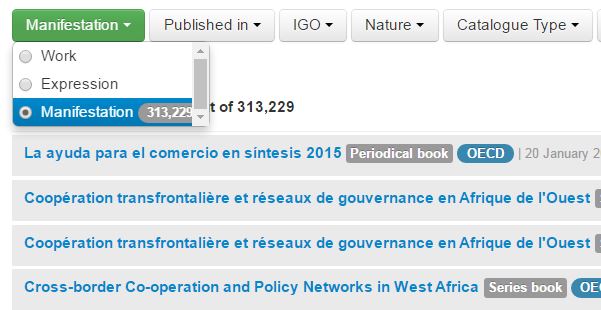 Manifestation Published in IGO Nature Catalogue Type
Work
Expression
Manifestation 313,229
of 313,229
La ayuda para el comercio en síntesis 2015 Periodical book OECD | 20 January
Coopération transfrontalière et réseaux de gouvernance en Afrique de l'Ouest
Coopération transfrontalière et réseaux de gouvernance en Afrique de l'Ouest
Cross-border Co-operation and Policy Networks in West Africa Series book